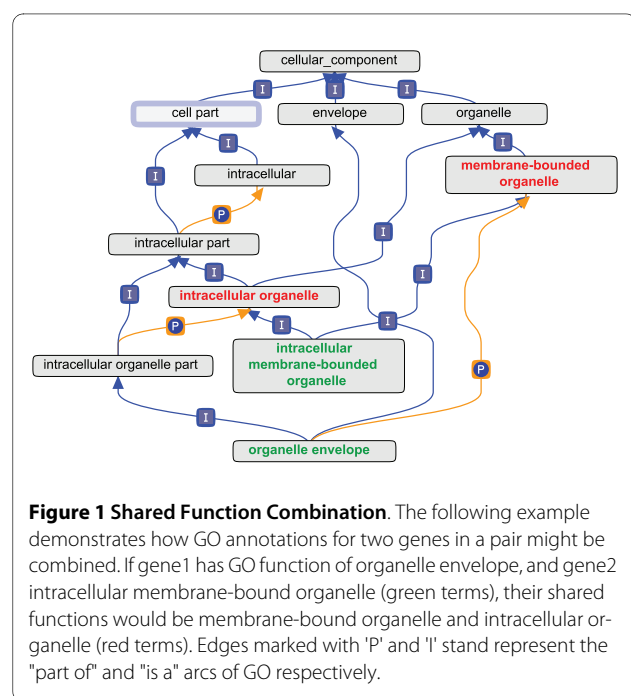 cellular_component
I I I
cell part envelope organelle
I I
intracellular membrane-bounded
organelle
I
P
intracellular part
I
I I
I
intracellular organelle
P I I
intracellular organelle part
intracellular
membrane-bounded
organelle
P
I
organelle envelope
Figure 1 Shared Function Combination. The following example
demonstrates how GO annotations for two genes in a pair might be
combined. If gene1 has GO function of organelle envelope, and gene2
intracellular membrane-bound organelle (green terms), their shared
functions would be membrane-bound organelle and intracellular or-
ganelle (red terms). Edges marked with 'P' and 'I' stand represent the
"part of" and "is a" arcs of GO respectively.